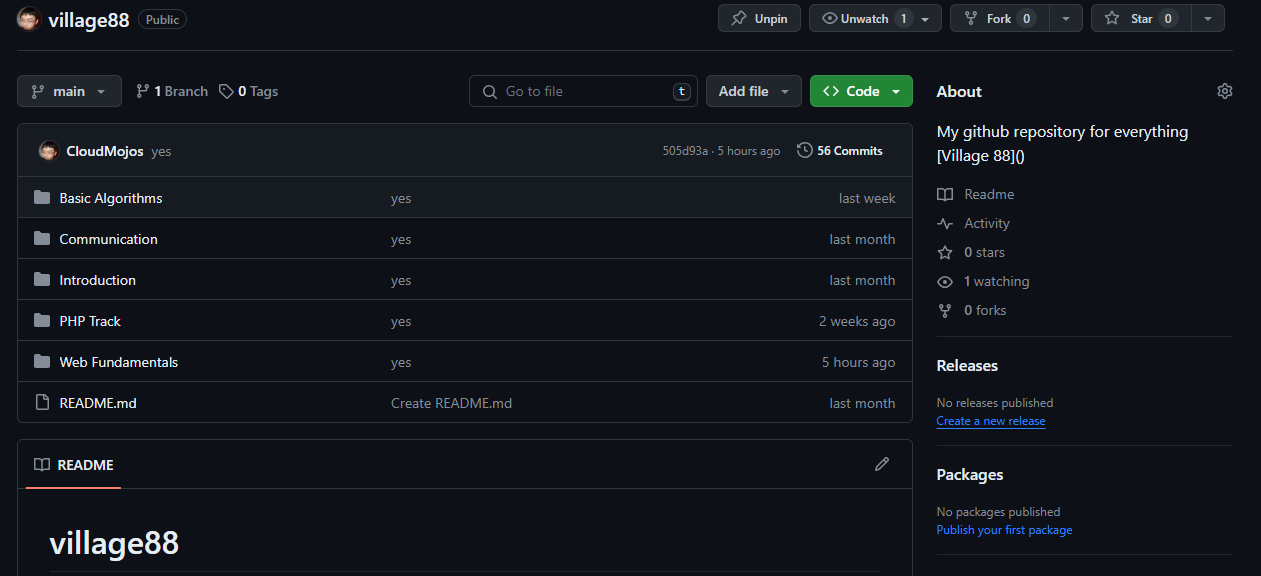 village88 Public Unpin Unwatch 1 Fork 0 Star 0
main 1 Branch 0 Tags Go to file t Add file Code
CloudMojos yes 505d93a · 5 hours ago 56 Commits
Basic Algorithms yes last week
Communication yes last month
Introduction yes last month
PHP Track yes 2 weeks ago
Web Fundamentals yes 5 hours ago
README.md Create README.md last month
README
village88
About
My github repository for everything
[Village 88]()
Readme
Activity
0 stars
1 watching
0 forks
Releases
No releases published
Create a new release
Packages
No packages published
Publish your first package